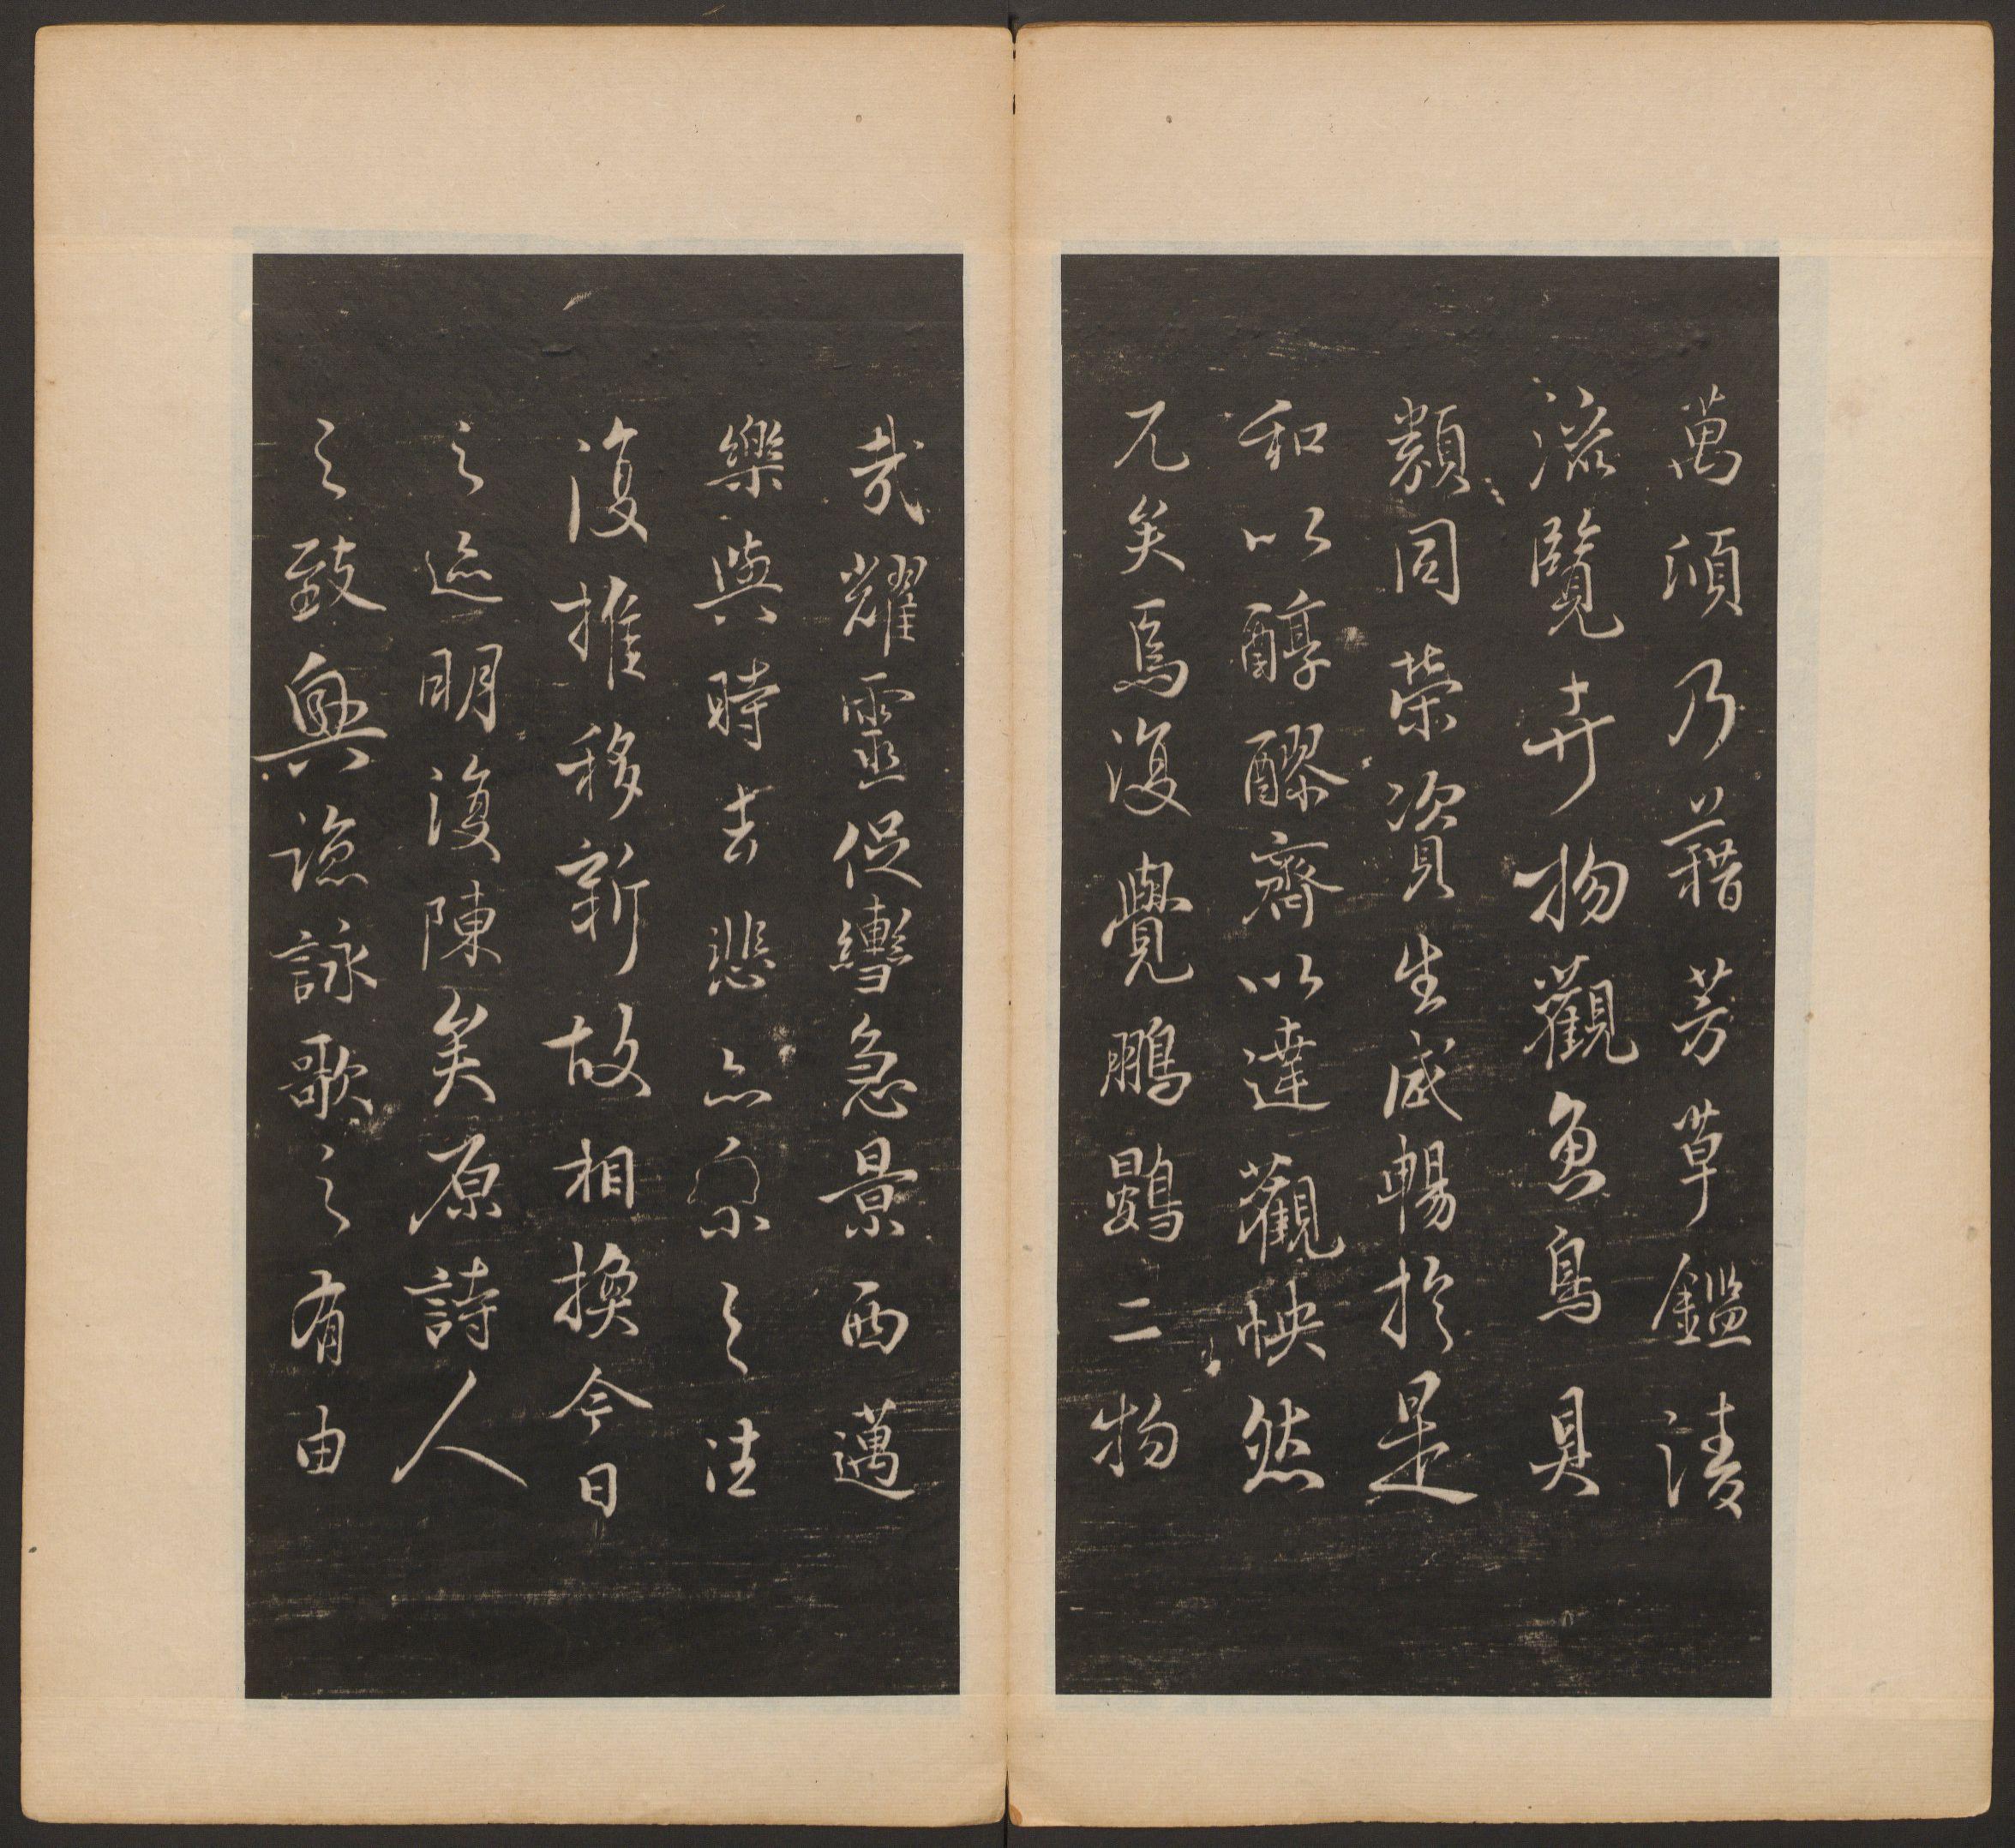 萬頃乃藉芳草鑑清
流覽卉物觀魚鳥具
類同榮資生咸暢於是
和以醇醪齊以達觀怏然
兀矣焉復覺鵬鷃二物
哉耀靈促轡急景西邁
樂與時去悲亦系之往
復推移新故相換今日
之迹明復陳矣原詩人
之致興諒詠歌之有由